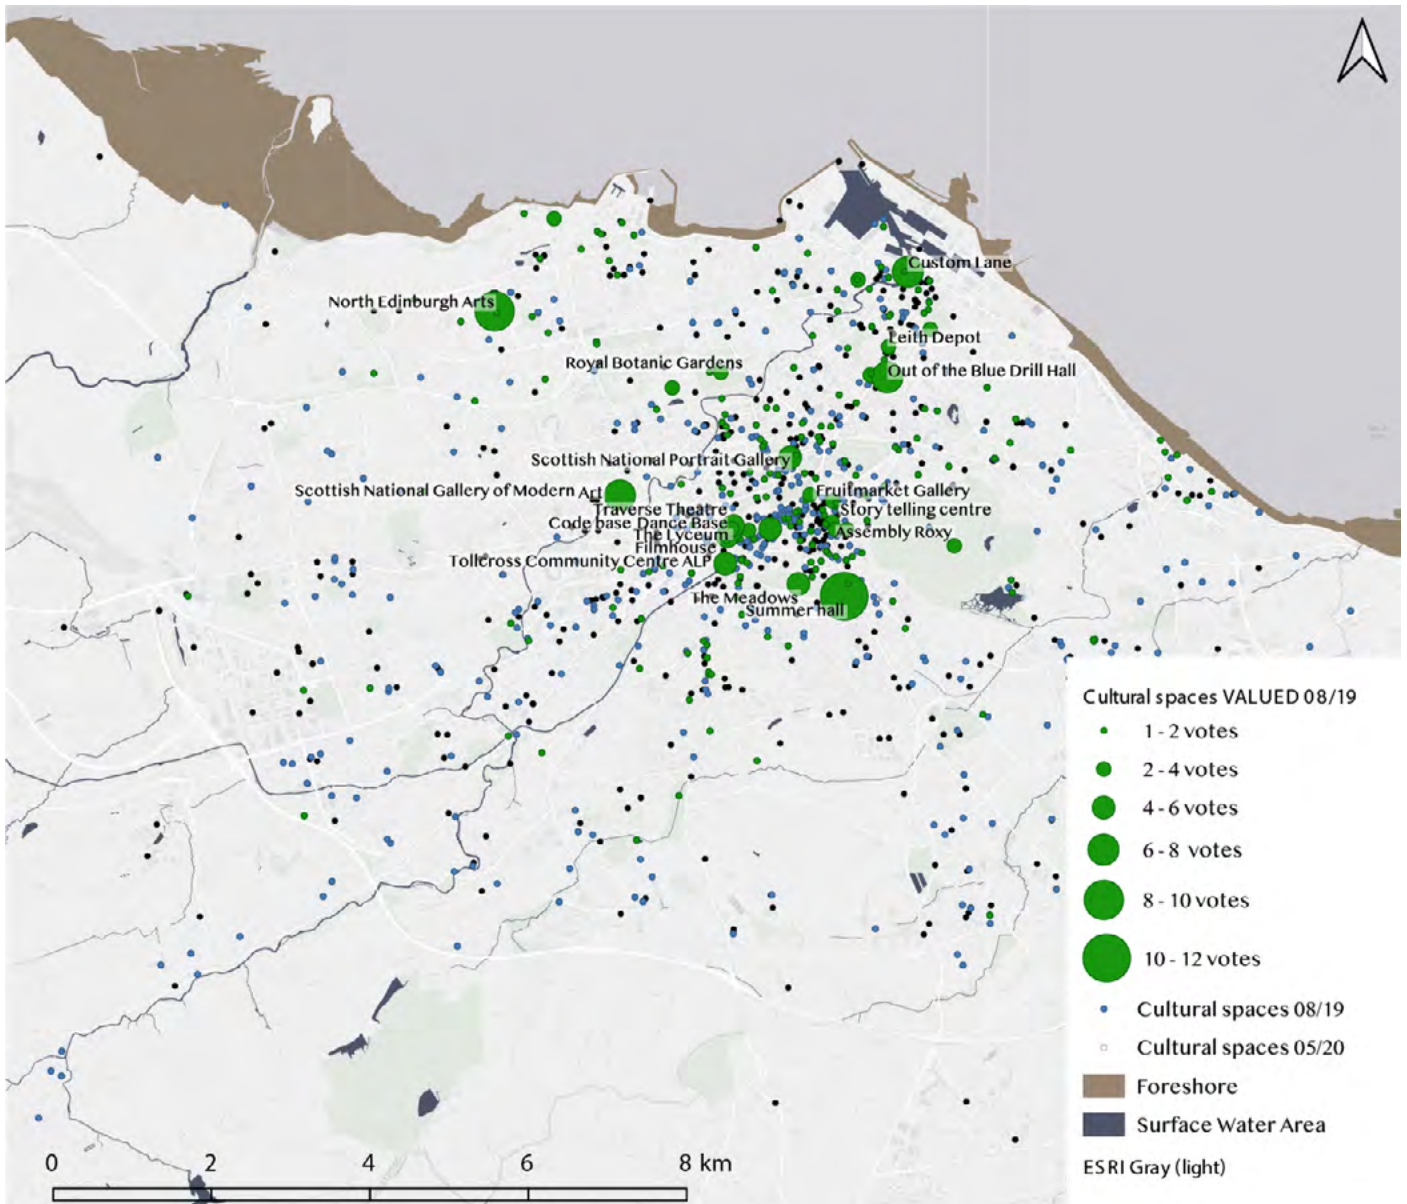 Custom Lane
North Edinburgh Arts
Leith Depot
Royal Botanic Gardens
Out of the Blue Drill Hall
Scottish National Portrait Gallery
Scottish National Gallery of Modern Art
Fruitmarket Gallery
Traverse Theatre
Story telling centre
Code base Dance Base
The Lyceum
Assembly Roxy
Filmhouse
Tollcross Community Centre ALP
The Meadows
Summer hall
Cultural spaces VALUED 08/19
1 - 2 votes
2 - 4 votes
4 - 6 votes
6 - 8 votes
8 - 10 votes
10 - 12 votes
Cultural spaces 08/19
Cultural spaces 05/20
Foreshore
Surface Water Area
ESRI Gray (light)
0 2 4 6 8 km